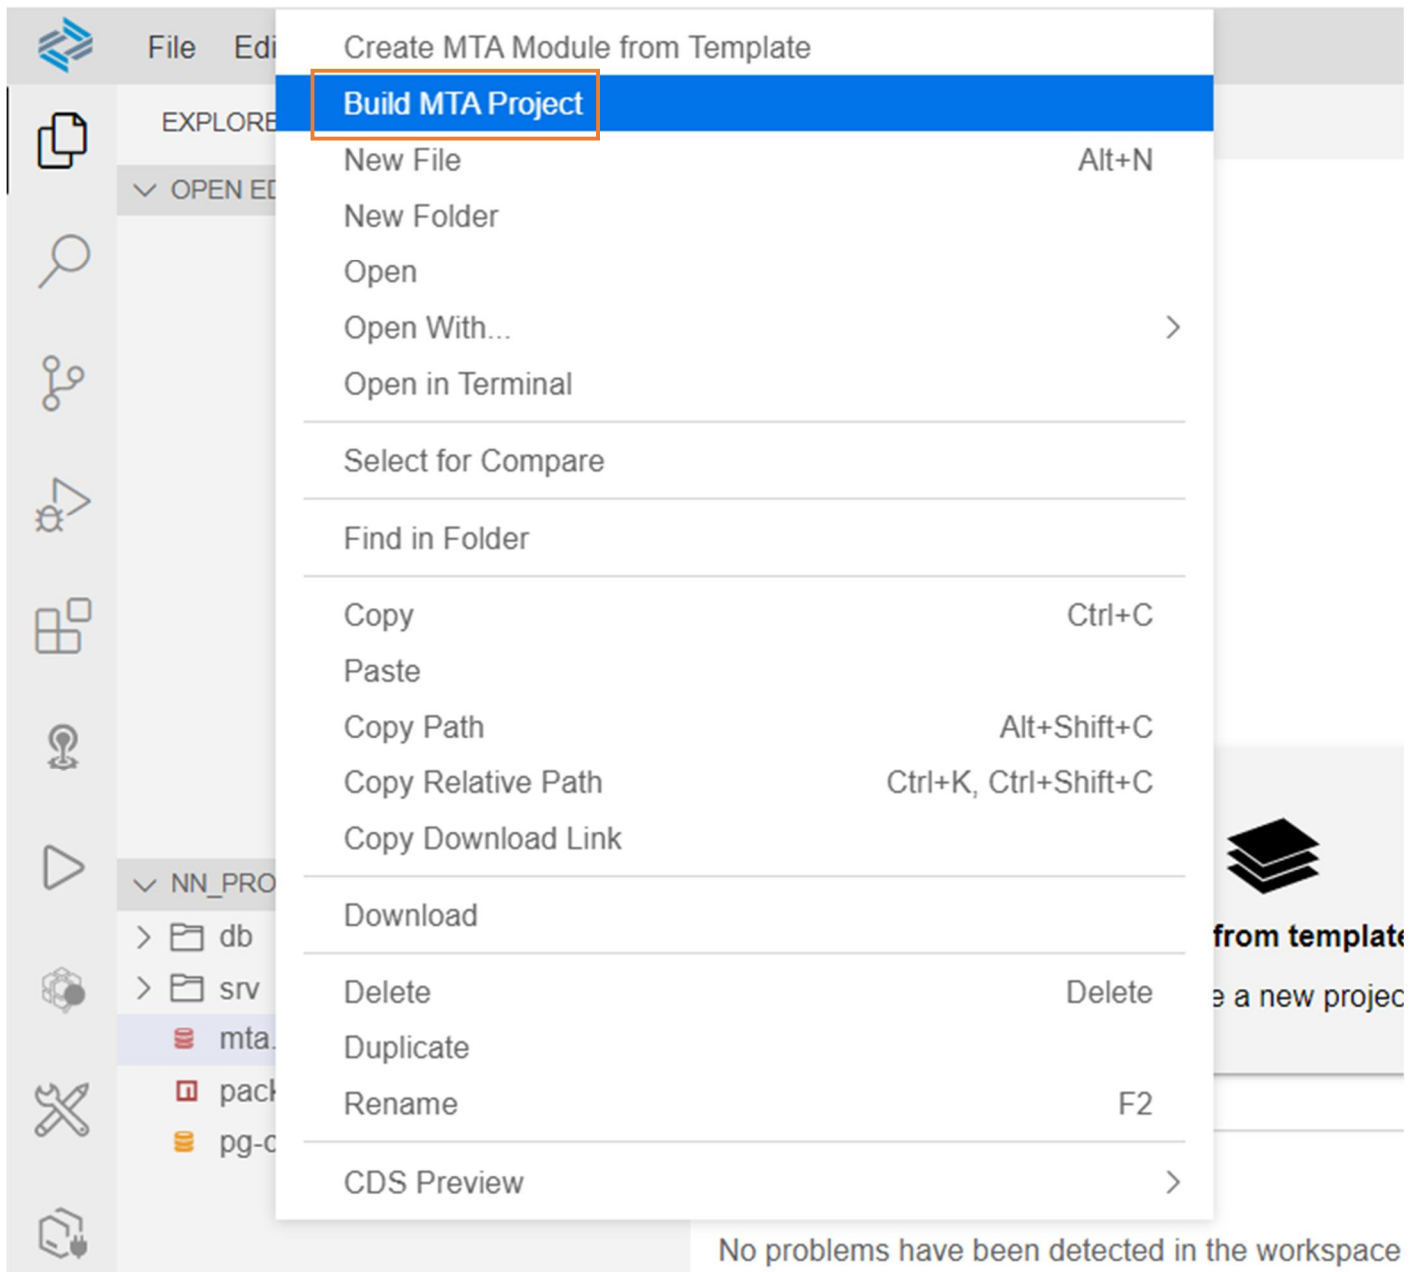 File Edi
EXPLORE
OPEN ED
Create MTA Module from Template
Build MTA Project
New File Alt+N
New Folder
Open
Open With...
Open in Terminal
Select for Compare
Find in Folder
Copy Ctrl+C
Paste
Copy Path Alt+Shift+C
Copy Relative Path Ctrl+K, Ctrl+Shift+C
Copy Download Link
Download
Delete Delete
Duplicate
Rename F2
CDS Preview
NN_PRO
db
srv
mta.
pack
pg-c
from template
e a new projec
No problems have been detected in the workspace